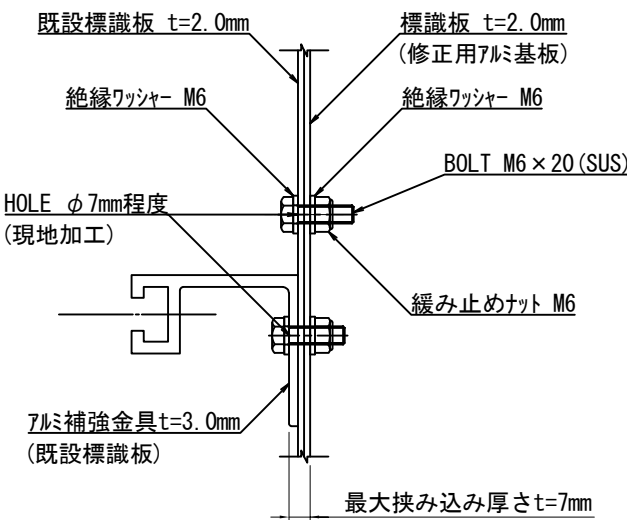 既設標識板 t=2.0mm
標識板 t=2.0mm
(修正用ｱﾙﾐ基板)
絶縁ﾜｯｼｬｰ M6
絶縁ﾜｯｼｬｰ M6
BOLT M6×20(SUS)
HOLE φ7mm程度
(現地加工)
緩み止めﾅｯﾄ M6
ｱﾙﾐ補強金具t=3.0mm
(既設標識板)
最大挟み込み厚さt=7mm